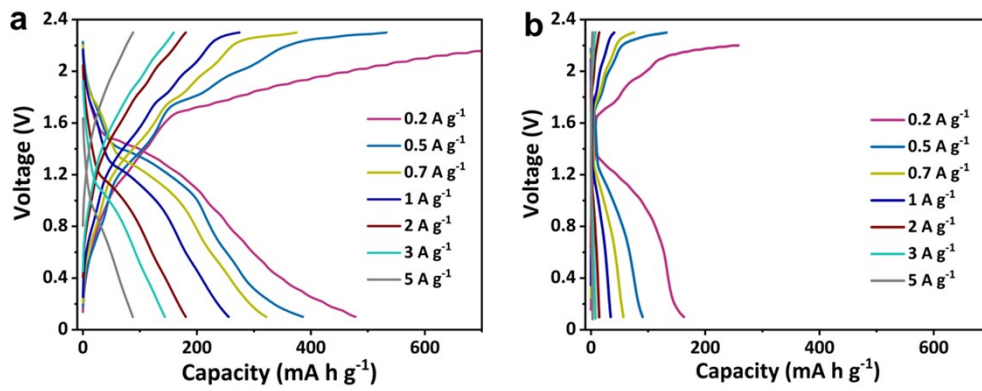 a
2.4
2
1.6
1.2
0.8
0.4
0
Voltage (V)
0 200 400 600
Capacity (mA h g⁻¹)
0.2 A g⁻¹
0.5 A g⁻¹
0.7 A g⁻¹
1 A g⁻¹
2 A g⁻¹
3 A g⁻¹
5 A g⁻¹
b
2.4
2
1.6
1.2
0.8
0.4
0
Voltage (V)
0 200 400 600
Capacity (mA h g⁻¹)
0.2 A g⁻¹
0.5 A g⁻¹
0.7 A g⁻¹
1 A g⁻¹
2 A g⁻¹
3 A g⁻¹
5 A g⁻¹